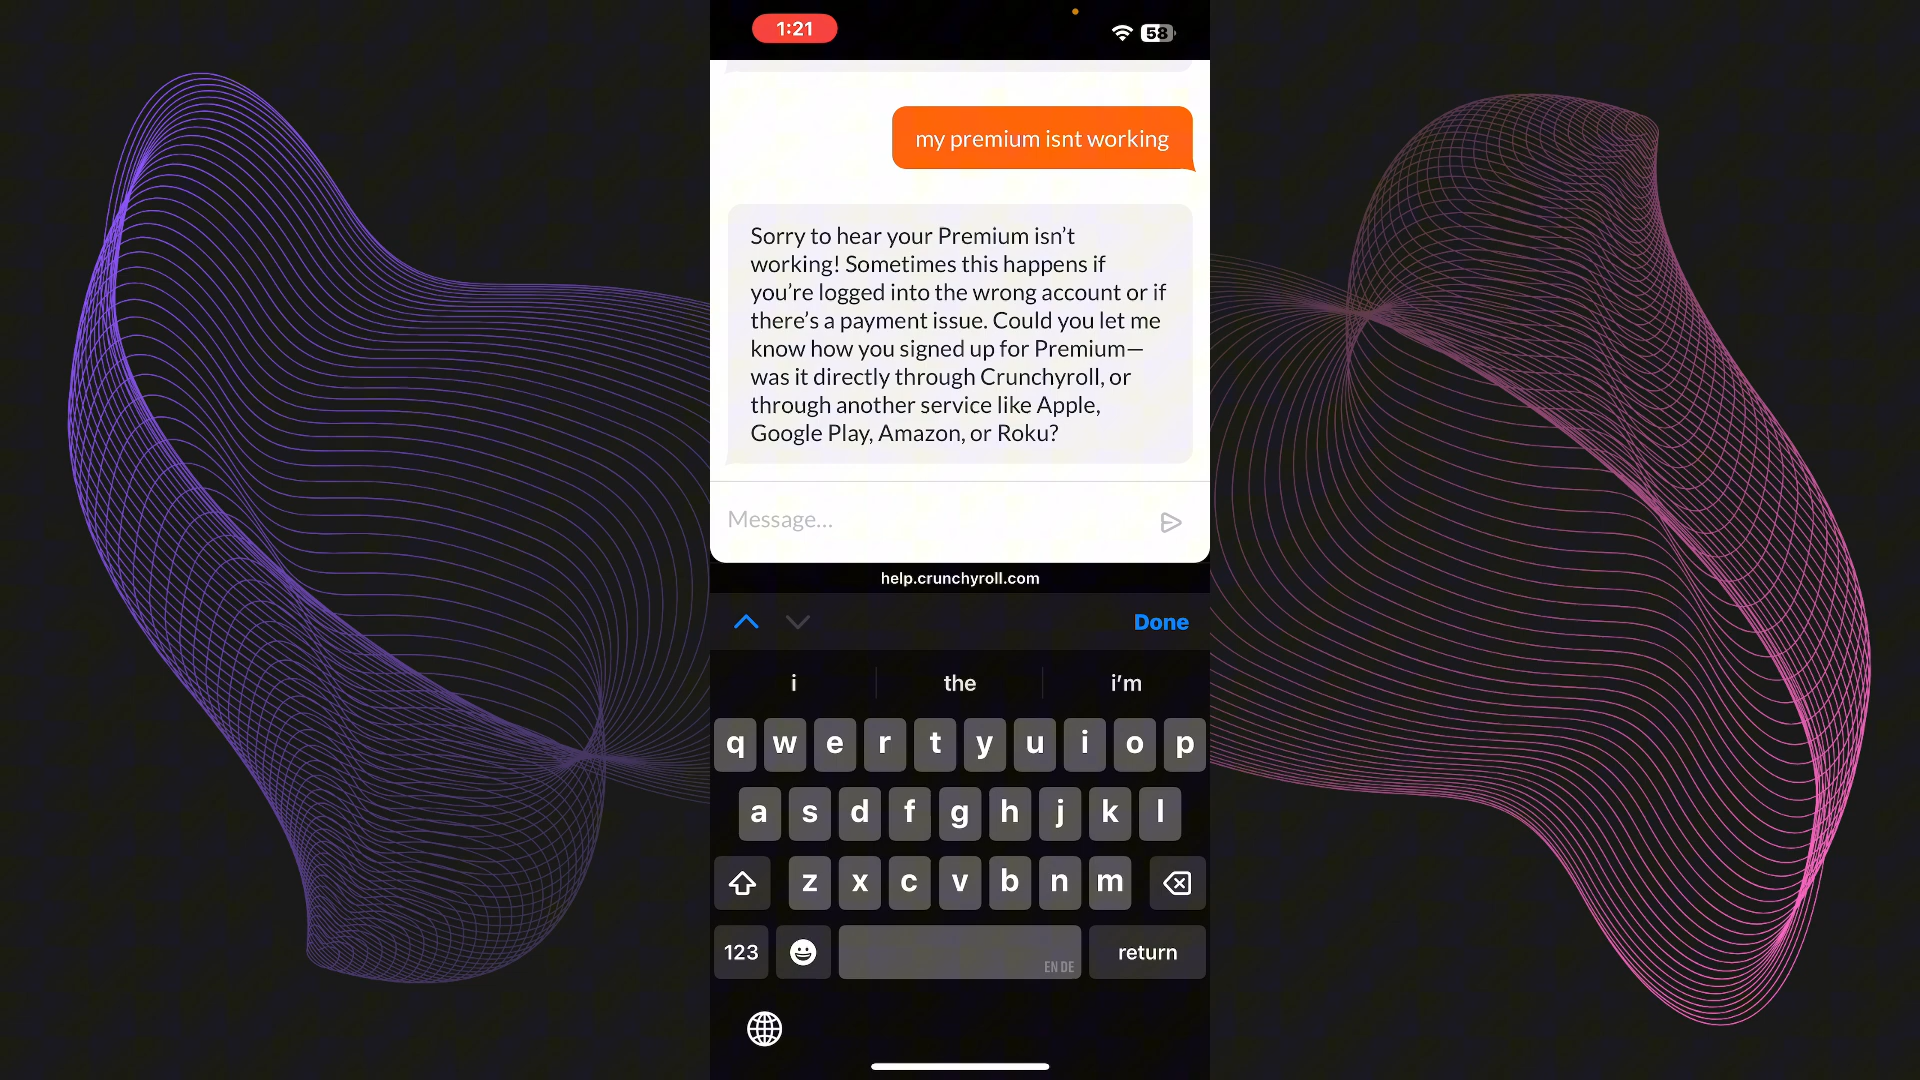 1:21
58
my premium isnt working
Sorry to hear your Premium isn’t
working! Sometimes this happens if
you’re logged into the wrong account or if
there’s a payment issue. Could you let me
know how you signed up for Premium—
was it directly through Crunchyroll, or
through another service like Apple,
Google Play, Amazon, or Roku?
Message...
help.crunchyroll.com
Done
i the i’m
q w e r t y u i o p
a s d f g h j k l
z x c v b n m
123 EN DE return